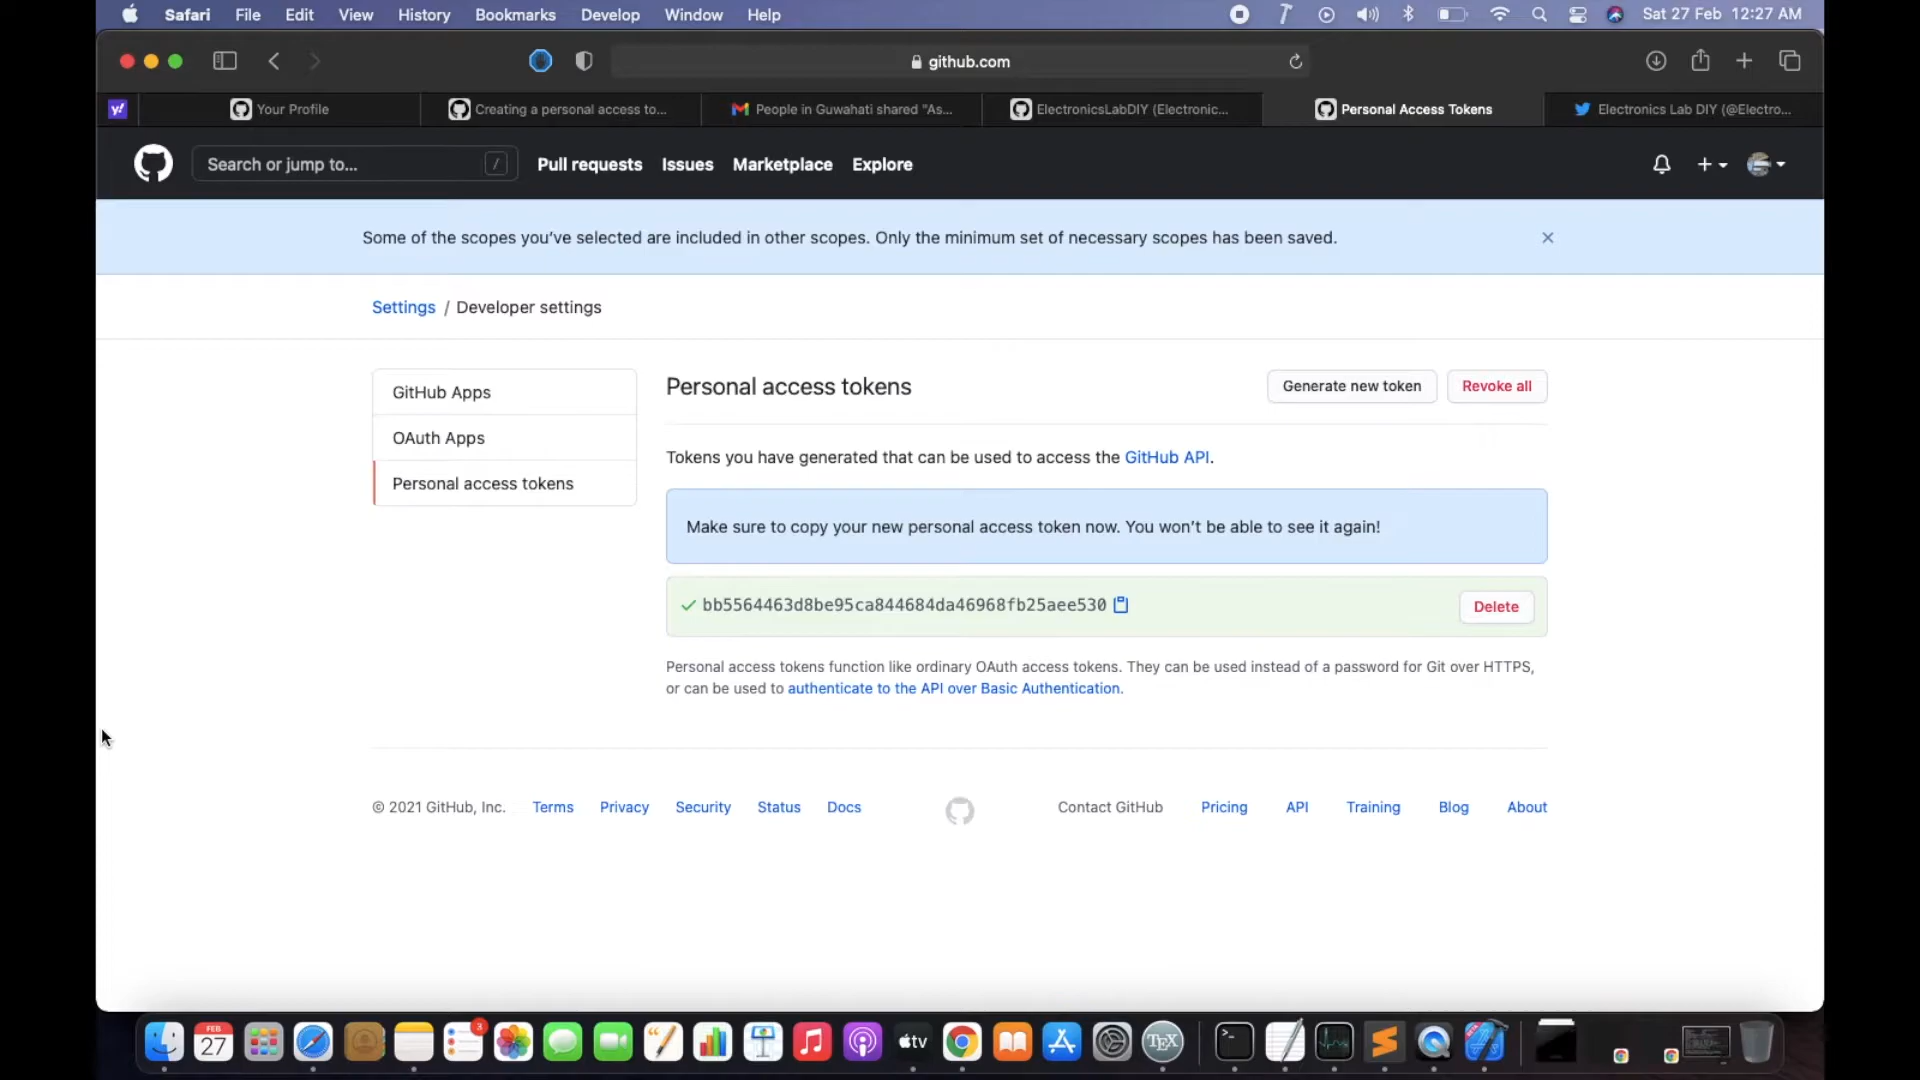 Safari File Edit View History Bookmarks Develop Window Help Sat 27 Feb 12:27 AM
github.com
y! Your Profile Creating a personal access to... People in Guwahati shared "As... ElectronicsLabDIY (Electronic... Personal Access Tokens Electronics Lab DIY (@Electro...
Search or jump to... / Pull requests Issues Marketplace Explore
Some of the scopes you've selected are included in other scopes. Only the minimum set of necessary scopes has been saved.
Settings / Developer settings
GitHub Apps
OAuth Apps
Personal access tokens
Personal access tokens Generate new token Revoke all
Tokens you have generated that can be used to access the GitHub API.
Make sure to copy your new personal access token now. You won't be able to see it again!
bb5564463d8be95ca844684da46968fb25aee530 Delete
Personal access tokens function like ordinary OAuth access tokens. They can be used instead of a password for Git over HTTPS,
or can be used to authenticate to the API over Basic Authentication.
© 2021 GitHub, Inc. Terms Privacy Security Status Docs Contact GitHub Pricing API Training Blog About
FEB
27
3
tv
TEX